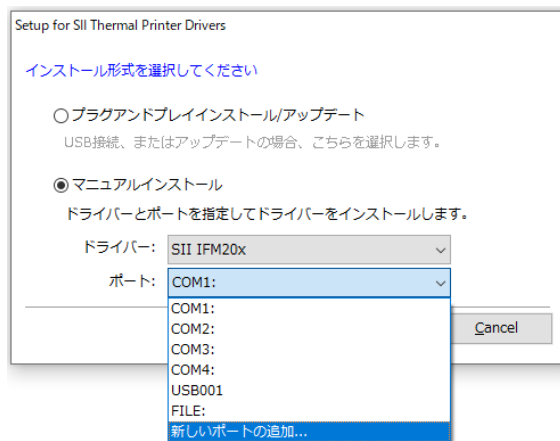 Setup for SII Thermal Printer Drivers
インストール形式を選択してください
プラグアンドプレイインストール/アップデート
USB接続、またはアップデートの場合、こちらを選択します。
マニュアルインストール
ドライバーとポートを指定してドライバーをインストールします。
ドライバー: SII IFM20x
ポート: COM1:
COM1:
COM2:
Cancel
COM3:
COM4:
USB001
FILE:
新しいポートの追加...